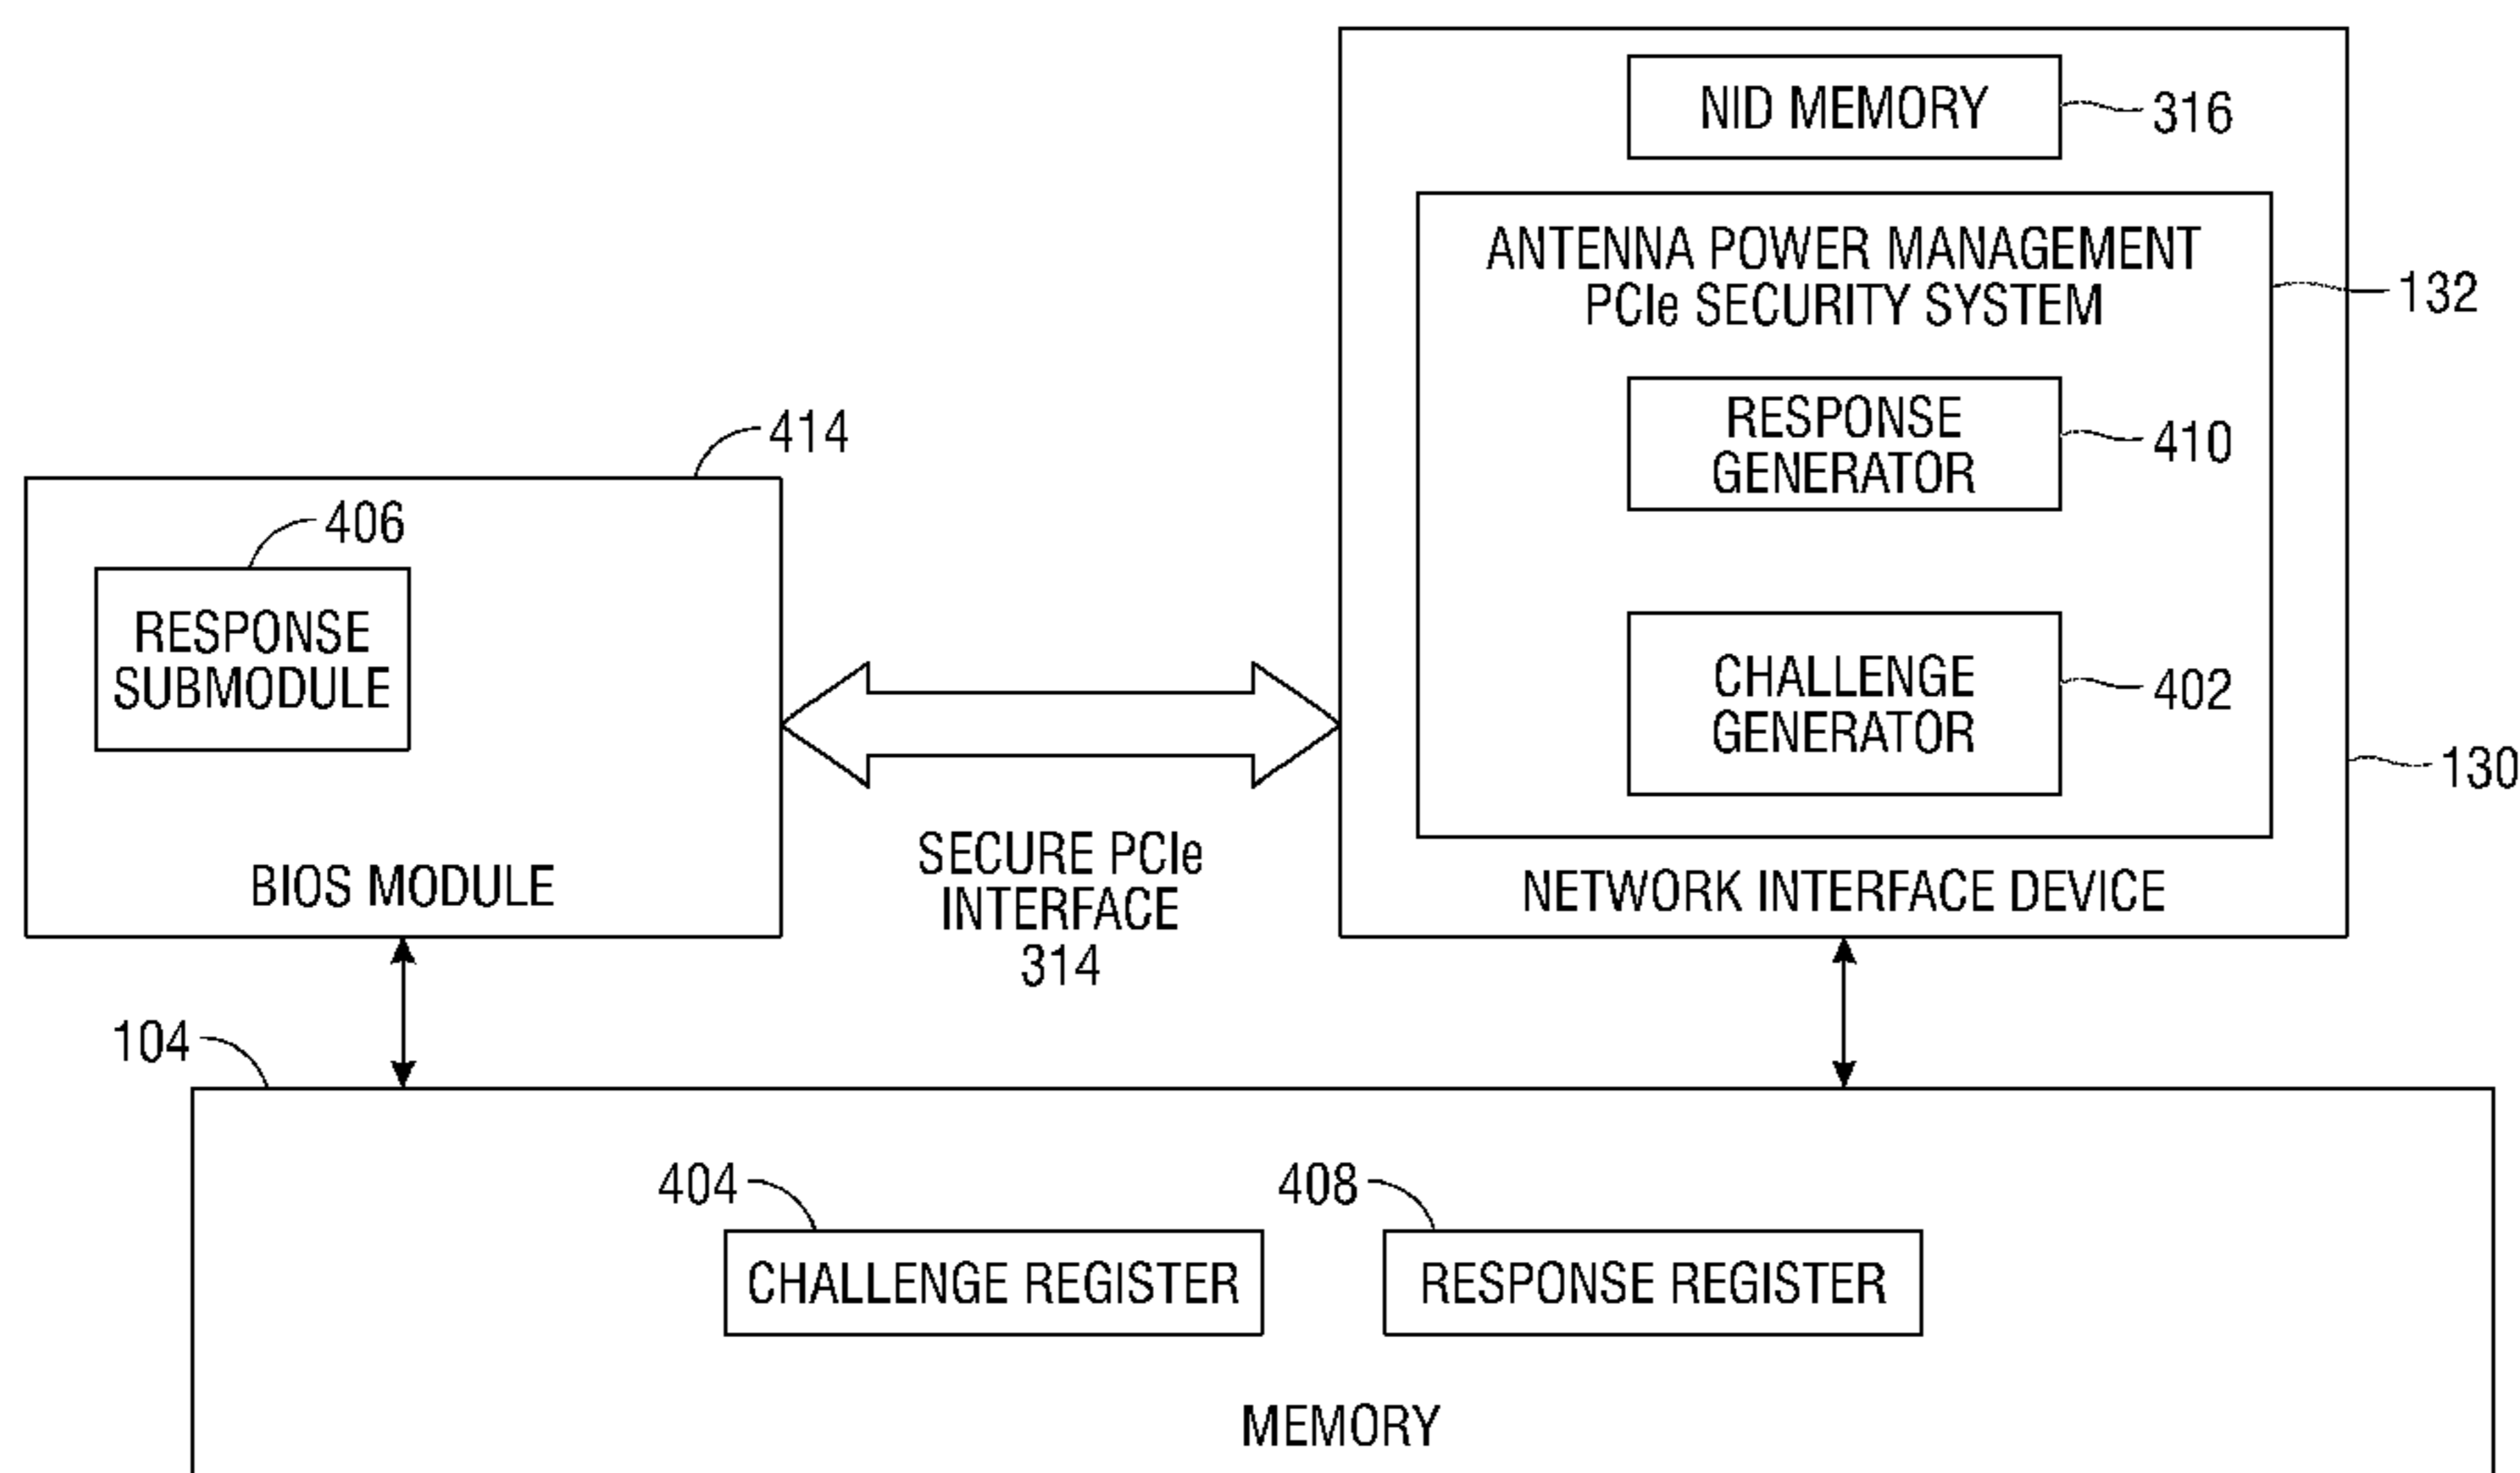 NID MEMORY
316
ANTENNA POWER MANAGEMENT
PCIe SECURITY SYSTEM
132
RESPONSE
GENERATOR
410
414
406
RESPONSE
SUBMODULE
CHALLENGE
GENERATOR
402
130
BIOS MODULE
SECURE PCIe
INTERFACE
314
NETWORK INTERFACE DEVICE
104
404
408
CHALLENGE REGISTER
RESPONSE REGISTER
MEMORY